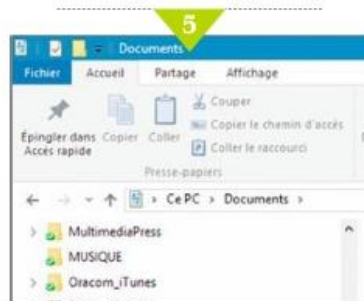 5
Documents
Fichier Accueil Partage Affichage
Épingler dans Accès rapide
Copier
Coller
Couper
Copier le chemin d'accès
Coller le raccourci
Presse-papiers
Ce PC > Documents >
MultimediaPress
MUSIQUE
Oracom_iTunes